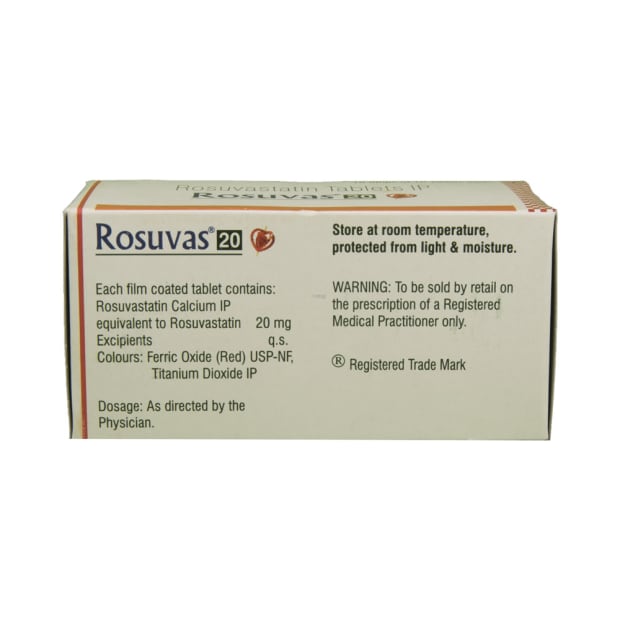 Rosuvastatin Tablets IP
Rosuvas 20
Rosuvas® 20
Each film coated tablet contains:
Rosuvastatin Calcium IP
equivalent to Rosuvastatin 20 mg
Excipients q.s.
Colours: Ferric Oxide (Red) USP-NF,
Titanium Dioxide IP
Dosage: As directed by the
Physician.
Store at room temperature,
protected from light & moisture.
WARNING: To be sold by retail on
the prescription of a Registered
Medical Practitioner only.
® Registered Trade Mark